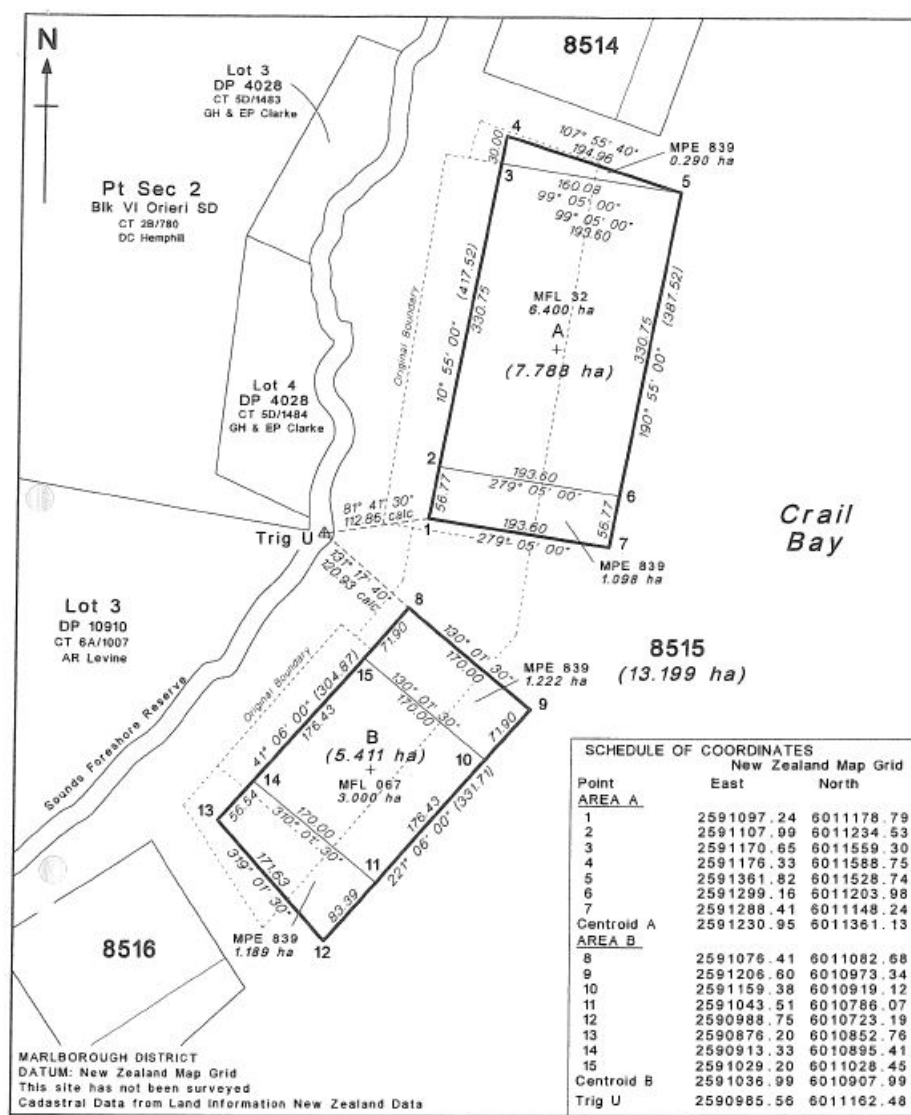 N
8514
Lot 3
DP 4028
CT 5D/1483
GH & EP Clarke
4
107° 55' 40"
194.96
MPE 839
0.290 ha
30.00
3
5
160.08
99° 05' 00"
99° 05' 00"
193.60
Pt Sec 2
Blk VI Orieri SD
CT 2B/780
DC Hemphill
Original Boundary
10° 55' 00" (417.52)
330.75
MFL 32
6.400 ha
A
+
(7.788 ha)
190° 55' 00" (387.52)
330.75
Lot 4
DP 4028
CT 5D/1484
GH & EP Clarke
2
193.60
279° 05' 00"
6
56.77
56.77
81° 41' 30"
112.85 calc
1
193.60
279° 05' 00"
7
Trig U
Crail
Bay
MPE 839
1.098 ha
131° 17' 40"
120.93 calc
8
Lot 3
DP 10910
CT 6A/1007
AR Levine
8515
(13.199 ha)
130° 01' 30"
170.00
MPE 839
1.222 ha
71.90
15
130° 01' 30"
170.00
9
71.90
Original Boundary
41° 06' 00" (304.87)
176.43
B
(5.411 ha)
+
MFL 067
3.000 ha
10
Sounds Foreshore Reserve
14
13
56.54
170.00
310° 01' 30"
176.43
221° 06' 00" (331.71)
11
171.63
319° 01' 30"
83.39
MPE 839
1.189 ha
12
8516
SCHEDULE OF COORDINATES
New Zealand Map Grid
Point East North
AREA A
1 2591097.24 6011178.79
2 2591107.99 6011234.53
3 2591170.65 6011559.30
4 2591176.33 6011588.75
5 2591361.82 6011528.74
6 2591299.16 6011203.98
7 2591288.41 6011148.24
Centroid A 2591230.95 6011361.13
AREA B
8 2591076.41 6011082.68
9 2591206.60 6010973.34
10 2591159.38 6010919.12
11 2591043.51 6010786.07
12 2590988.75 6010723.19
13 2590876.20 6010852.76
14 2590913.33 6010895.41
15 2591029.20 6011028.45
Centroid B 2591036.99 6010907.99
Trig U 2590985.56 6011162.48
MARLBOROUGH DISTRICT
DATUM: New Zealand Map Grid
This site has not been surveyed
Cadastral Data from Land Information New Zealand Data